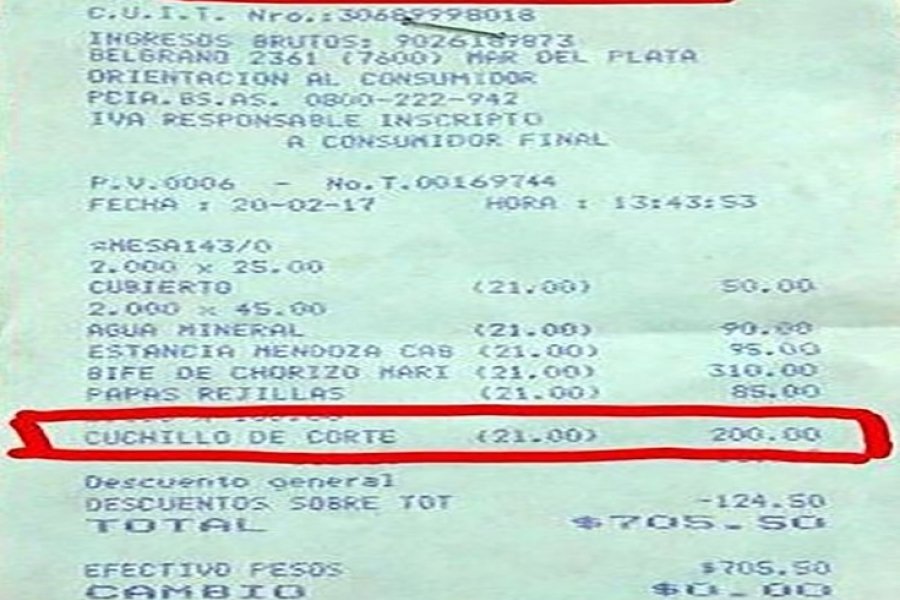 C.U.I.T. Nro.:30689998018
INGRESOS BRUTOS: 9026189873
BELGRANO 2361 (7600) MAR DEL PLATA
ORIENTACION AL CONSUMIDOR
PCIA.BS.AS. 0800-222-942
IVA RESPONSABLE INSCRIPTO
A CONSUMIDOR FINAL
P.V.0006 - No.T.00169744
FECHA : 20-02-17 HORA : 13:43:53
*MESA143/0
2.000 x 25.00
CUBIERTO (21.00) 50.00
2.000 x 45.00
AGUA MINERAL (21.00) 90.00
ESTANCIA MENDOZA CAB (21.00) 95.00
BIFE DE CHORIZO MARI (21.00) 310.00
PAPAS REJILLAS (21.00) 85.00
CUCHILLO DE CORTE (21.00) 200.00
Descuento general
DESCUENTOS SOBRE TOT -124.50
TOTAL $705.50
EFECTIVO PESOS $705.50
CAMBIO $0.00